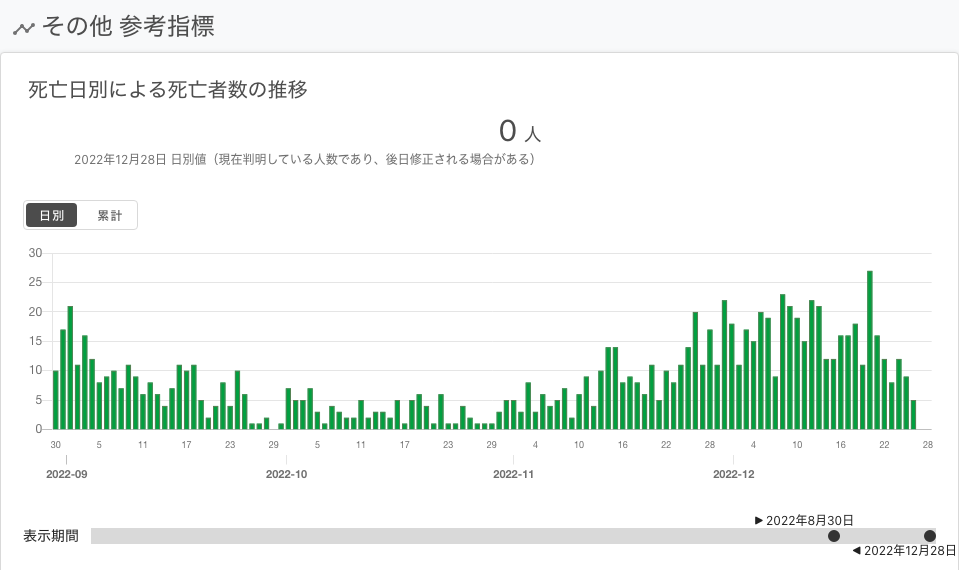 その他 参考指標
死亡日別による死亡者数の推移
0 人
2022年12月28日 日別値（現在判明している人数であり、後日修正される場合がある）
日別 累計
30
25
20
15
10
5
0
30 5 11 17 23 29 5 11 17 23 29 4 10 16 22 28 4 10 16 22 28
2022-09 2022-10 2022-11 2022-12
▶ 2022年8月30日
表示期間
◀ 2022年12月28日